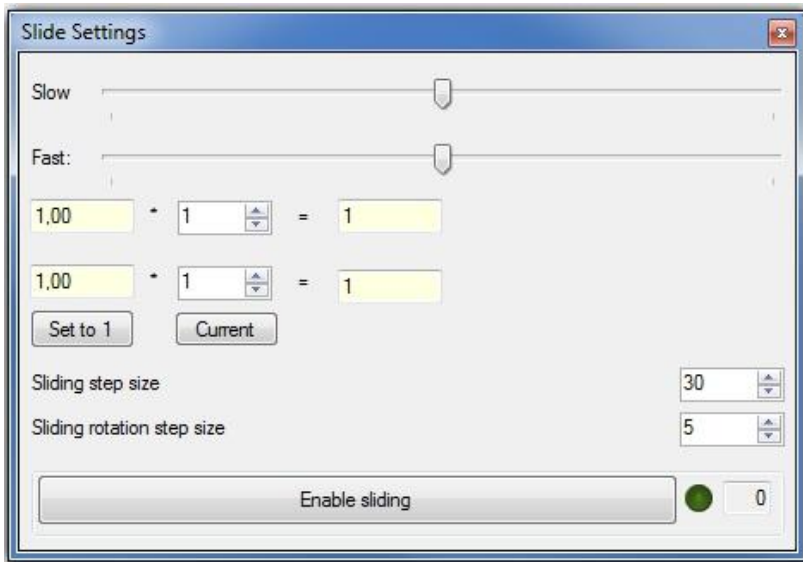 Slide Settings
Slow
Fast:
1,00 * 1 = 1
1,00 * 1 = 1
Set to 1 Current
Sliding step size 30
Sliding rotation step size 5
Enable sliding 0